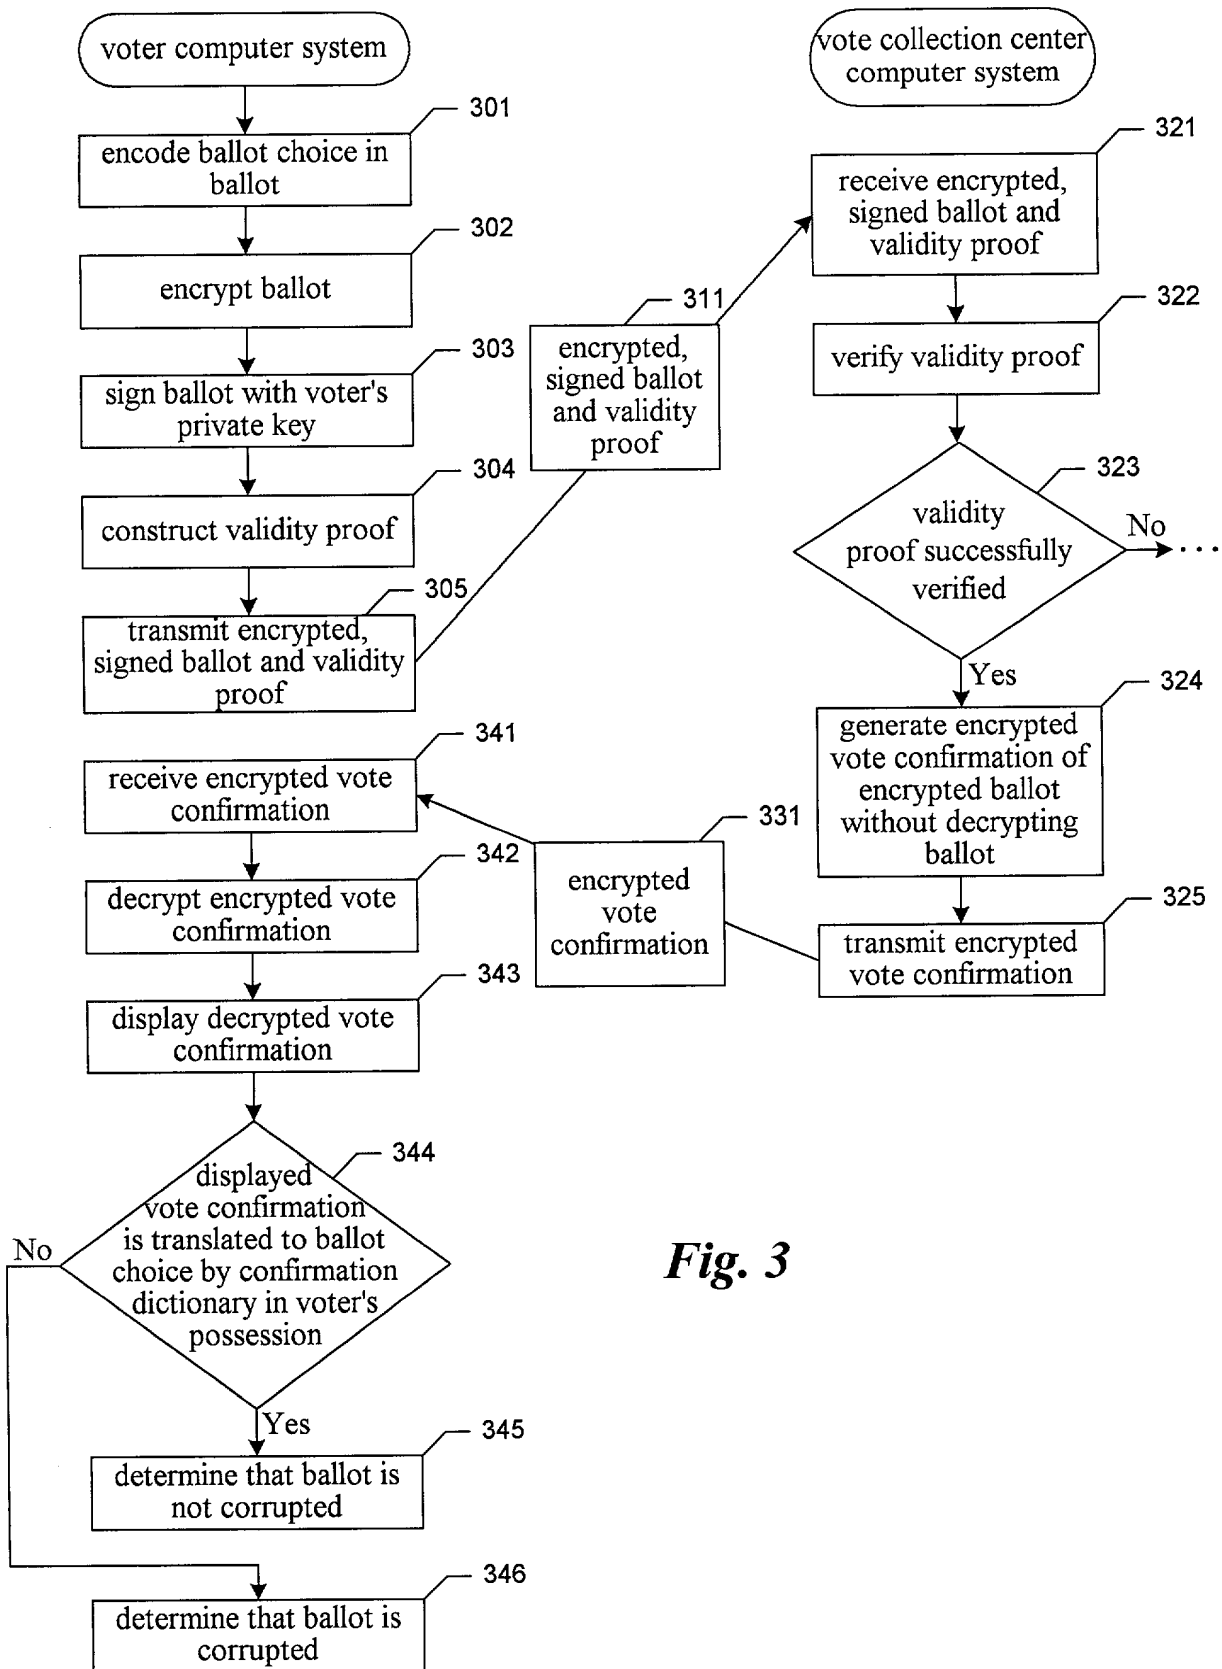 voter computer system
301
encode ballot choice in
ballot
302
encrypt ballot
303
sign ballot with voter's
private key
304
construct validity proof
305
transmit encrypted,
signed ballot and validity
proof
311
encrypted,
signed ballot
and validity
proof
vote collection center
computer system
321
receive encrypted,
signed ballot and
validity proof
322
verify validity proof
323
validity
proof successfully
verified
No
...
Yes
324
generate encrypted
vote confirmation of
encrypted ballot
without decrypting
ballot
325
transmit encrypted
vote confirmation
331
encrypted
vote
confirmation
341
receive encrypted vote
confirmation
342
decrypt encrypted vote
confirmation
343
display decrypted vote
confirmation
344
displayed
vote confirmation
is translated to ballot
choice by confirmation
dictionary in voter's
possession
No
Yes
345
determine that ballot is
not corrupted
346
determine that ballot is
corrupted
Fig. 3